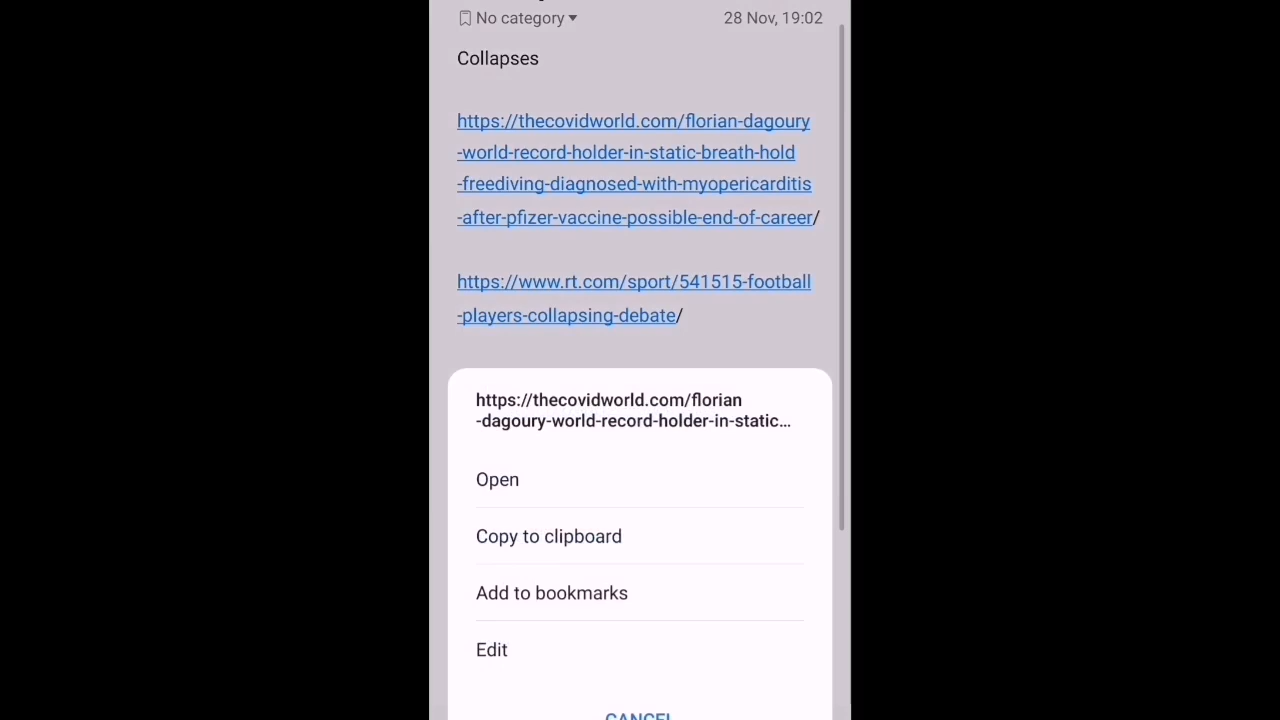 No category
28 Nov, 19:02
Collapses
https://thecovidworld.com/florian-dagoury
-world-record-holder-in-static-breath-hold
-freediving-diagnosed-with-myopericarditis
-after-pfizer-vaccine-possible-end-of-career/
https://www.rt.com/sport/541515-football
-players-collapsing-debate/
https://thecovidworld.com/florian
-dagoury-world-record-holder-in-static...
Open
Copy to clipboard
Add to bookmarks
Edit
CANCEL